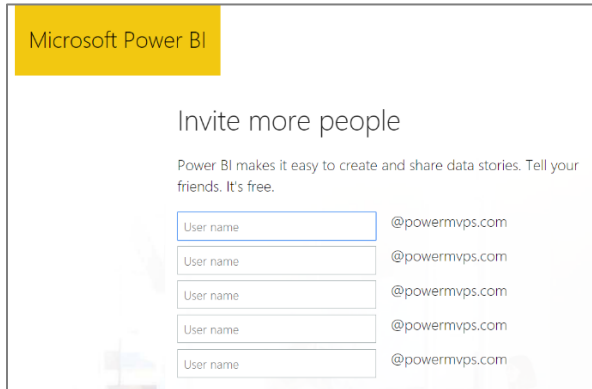 Microsoft Power BI
Invite more people
Power BI makes it easy to create and share data stories. Tell your
friends. It's free.
User name @powermvps.com
User name @powermvps.com
User name @powermvps.com
User name @powermvps.com
User name @powermvps.com